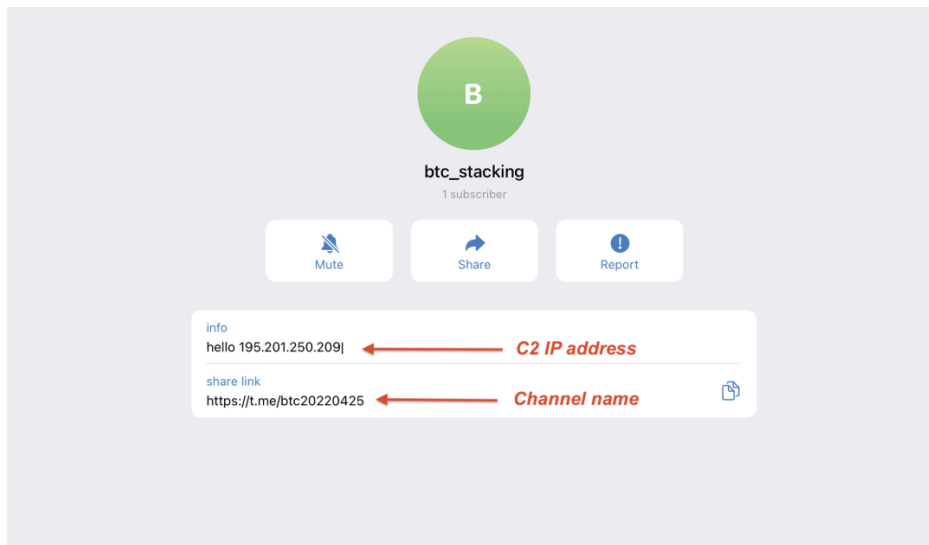 B
btc_stacking
1 subscriber
Mute Share Report
info
hello 195.201.250.209| C2 IP address
share link
https://t.me/btc20220425 Channel name